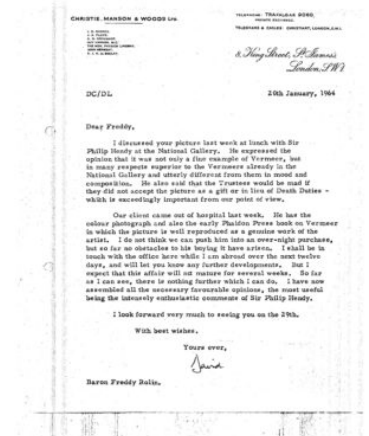 CHRISTIE, MANSON & WOODS LTD.
TELEPHONE: TRAFALGAR 9060.
8, King Street, St. James's
London, S.W.1
DC/DL
20th January, 1964
Dear Freddy,
I discussed your picture last week at lunch with Sir
Philip Hendy at the National Gallery. He expressed the
opinion that it was not only a fine example of Vermeer, but
in many respects superior to the Vermeers already in the
National Gallery and utterly different from them in mood and
composition. He also said that the Trustees would be mad if
they did not accept the picture as a gift or in lieu of Death Duties -
which is exceedingly important from our point of view.
Our client came out of hospital last week. He has the
colour photograph and also the early Phaidon Press book on Vermeer
in which the picture is well reproduced as a genuine work of the
artist. I do not think we can push him into an over-night purchase,
but so far no obstacles to his buying it have arisen. I shall be in
touch with the office here while I am abroad over the next twelve
days, and will let you know any further developments. But I
expect that this affair will not mature for several weeks. So far
as I can see, there is nothing further which I can do. I have now
assembled all the necessary favourable opinions, the most useful
being the intensely enthusiastic comments of Sir Philip Hendy.
I look forward very much to seeing you on the 29th.
With best wishes.
Yours ever,
David
Baron Freddy Rolin.